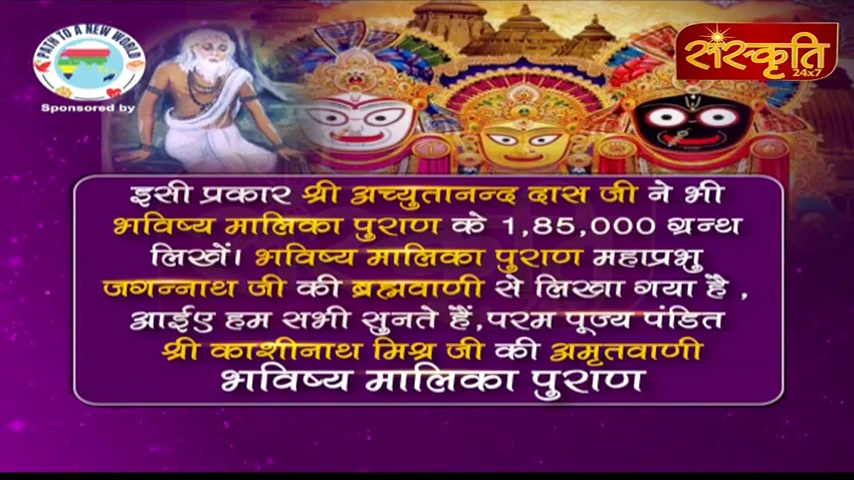 PATH TO A NEW WORLD
Sponsored by
संस्कृति
24x7
इसी प्रकार श्री अच्युतानन्द दास जी ने भी
भविष्य मालिका पुराण के 1,85,000 ग्रन्थ
लिखें। भविष्य मालिका पुराण महाप्रभु
जगन्नाथ जी की ब्रह्मवाणी से लिखा गया है ,
आईए हम सभी सुनते हैं,परम पूज्य पंडित
श्री काशीनाथ मिश्र जी की अमृतवाणी
भविष्य मालिका पुराण